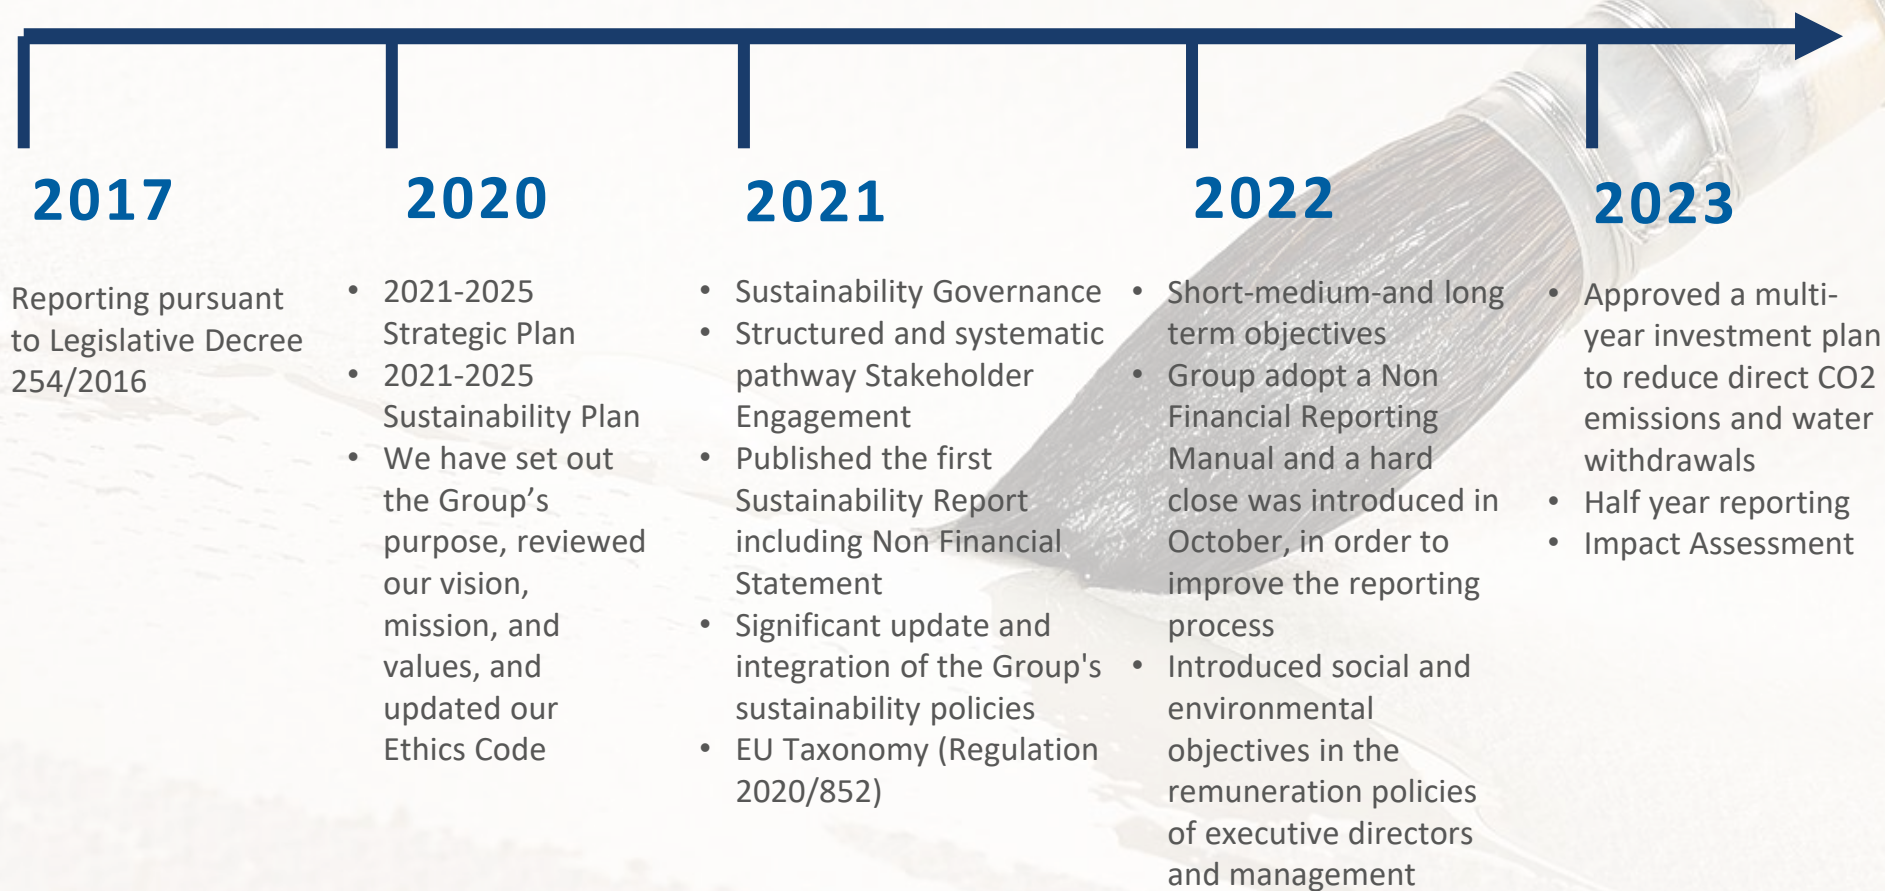 2017
Reporting pursuant
to Legislative Decree
254/2016
2020
• 2021-2025
Strategic Plan
• 2021-2025
Sustainability Plan
• We have set out
the Group’s
purpose, reviewed
our vision,
mission, and
values, and
updated our
Ethics Code
2021
• Sustainability Governance
• Structured and systematic
pathway Stakeholder
Engagement
• Published the first
Sustainability Report
including Non Financial
Statement
• Significant update and
integration of the Group's
sustainability policies
• EU Taxonomy (Regulation
2020/852)
2022
• Short-medium-and long
term objectives
• Group adopt a Non
Financial Reporting
Manual and a hard
close was introduced in
October, in order to
improve the reporting
process
• Introduced social and
environmental
objectives in the
remuneration policies
of executive directors
and management
2023
• Approved a multi-
year investment plan
to reduce direct CO2
emissions and water
withdrawals
• Half year reporting
• Impact Assessment